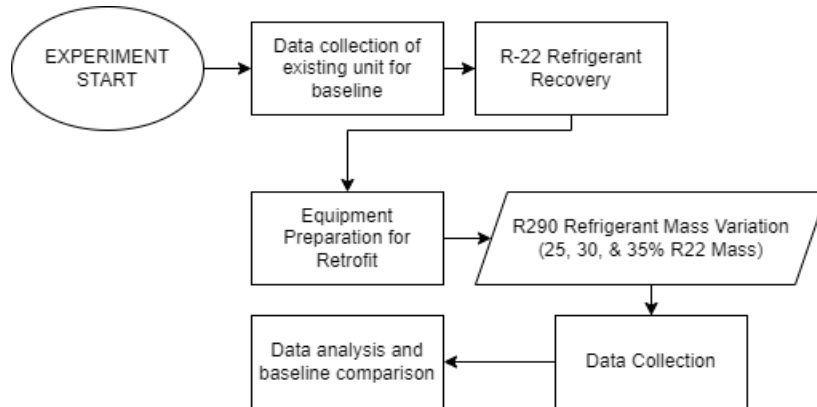 EXPERIMENT
START
Data collection of
existing unit for
baseline
R-22 Refrigerant
Recovery
Equipment
Preparation for
Retrofit
R290 Refrigerant Mass Variation
(25, 30, & 35% R22 Mass)
Data analysis and
baseline comparison
Data Collection